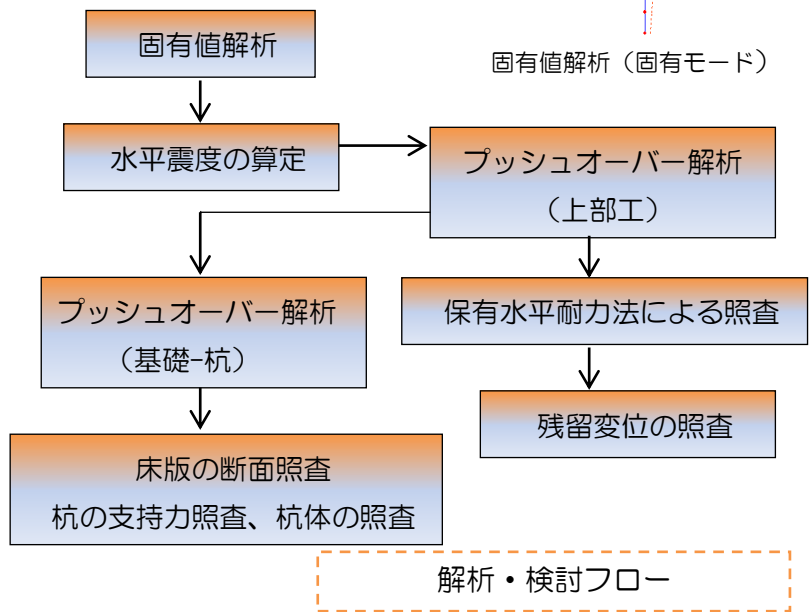 固有値解析
固有値解析（固有モード）
水平震度の算定
プッシュオーバー解析
（上部工）
プッシュオーバー解析
（基礎-杭）
保有水平耐力法による照査
残留変位の照査
床版の断面照査
杭の支持力照査、杭体の照査
解析・検討フロー